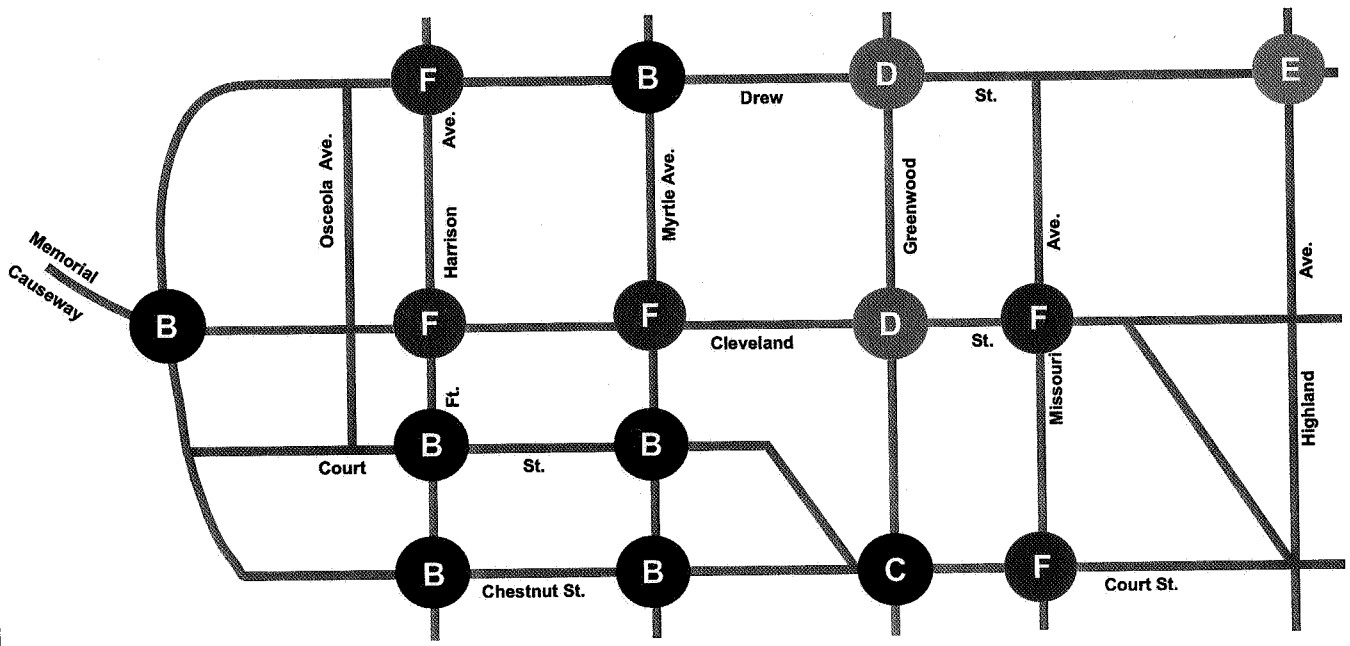 F
B
D
E
Drew
St.
Ave.
Osceola Ave.
Harrison
Myrtle Ave.
Greenwood
Ave.
Ave.
Memorial
Causeway
B
F
F
D
F
Cleveland
St.
Ft.
Missouri
Highland
B
B
Court
St.
B
B
C
F
Chestnut St.
Court St.